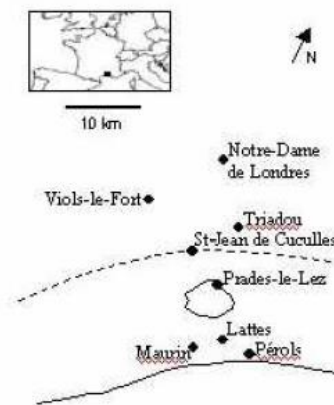 N
10 km
Notre-Dame
de Londres
Viols-le-Fort
Triadou
St-Jean de Cuculles
Prades-le-Lez
Lattes
Maurin
Pérols